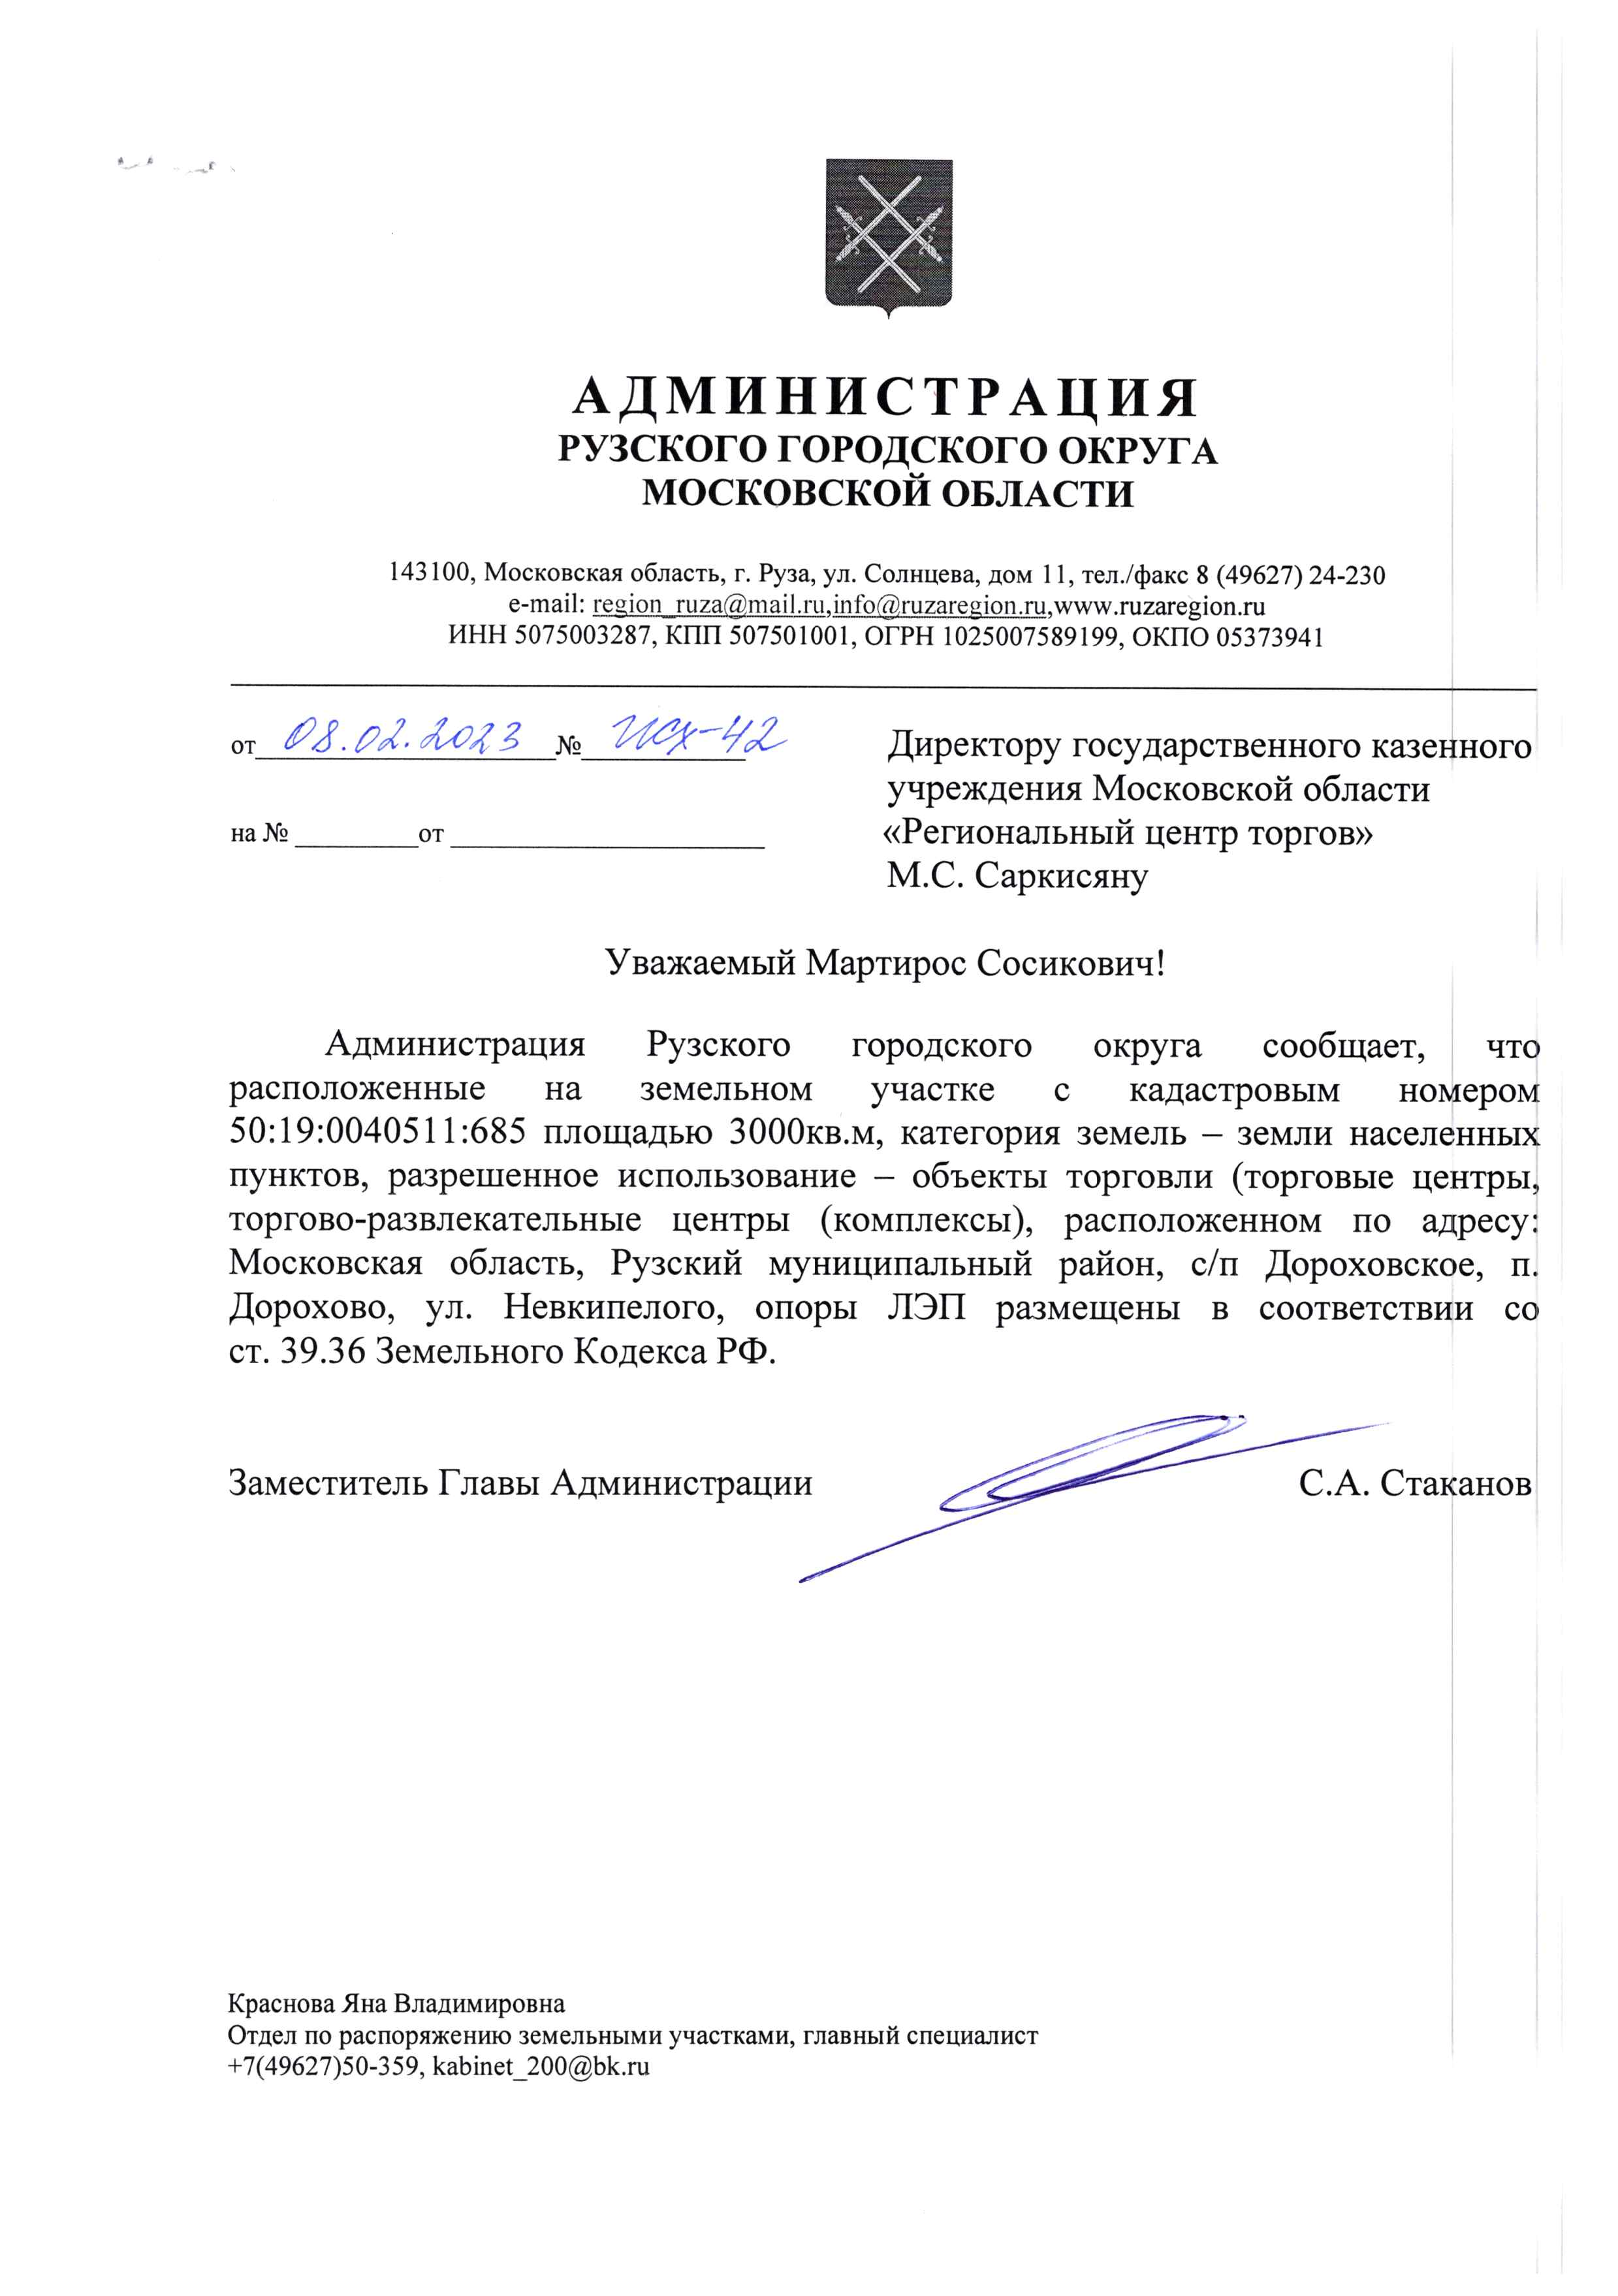 АДМИНИСТРАЦИЯ
РУЗСКОГО ГОРОДСКОГО ОКРУГА
МОСКОВСКОЙ ОБЛАСТИ
143100, Московская область, г. Руза, ул. Солнцева, дом 11, тел./факс 8 (49627) 24-230
e-mail: region_ruza@mail.ru,info@ruzaregion.ru,www.ruzaregion.ru
ИНН 5075003287, КПП 507501001, ОГРН 1025007589199, ОКПО 05373941
от 08.02.2023 № Исх-42
на № ________ от ____________
Директору государственного казенного
учреждения Московской области
«Региональный центр торгов»
М.С. Саркисяну
Уважаемый Мартирос Сосикович!
Администрация Рузского городского округа сообщает, что
расположенные на земельном участке с кадастровым номером
50:19:0040511:685 площадью 3000кв.м, категория земель – земли населенных
пунктов, разрешенное использование – объекты торговли (торговые центры,
торгово-развлекательные центры (комплексы), расположенном по адресу:
Московская область, Рузский муниципальный район, с/п Дороховское, п.
Дорохово, ул. Невкипелого, опоры ЛЭП размещены в соответствии со
ст. 39.36 Земельного Кодекса РФ.
Заместитель Главы Администрации С.А. Стаканов
Краснова Яна Владимировна
Отдел по распоряжению земельными участками, главный специалист
+7(49627)50-359, kabinet_200@bk.ru